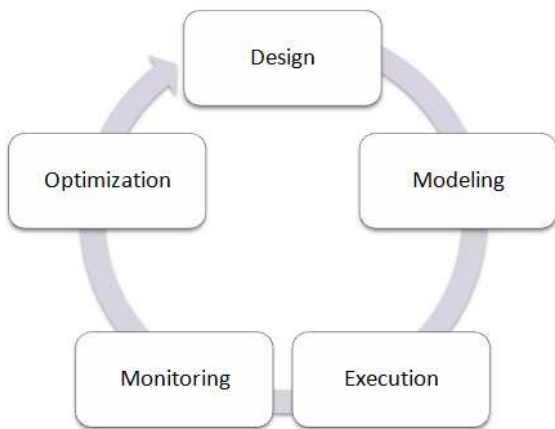 Design
Modeling
Execution
Monitoring
Optimization